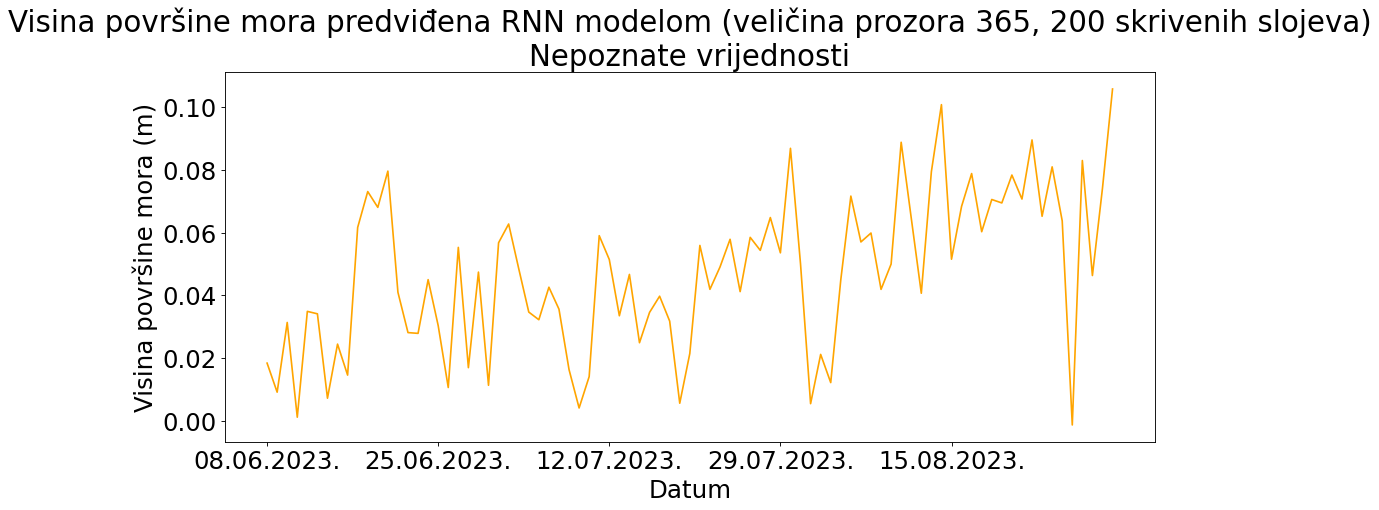 Visina površine mora predviđena RNN modelom (veličina prozora 365, 200 skrivenih slojeva)
Nepoznate vrijednosti
Visina površine mora (m)
0.10
0.08
0.06
0.04
0.02
0.00
08.06.2023. 25.06.2023. 12.07.2023. 29.07.2023. 15.08.2023.
Datum